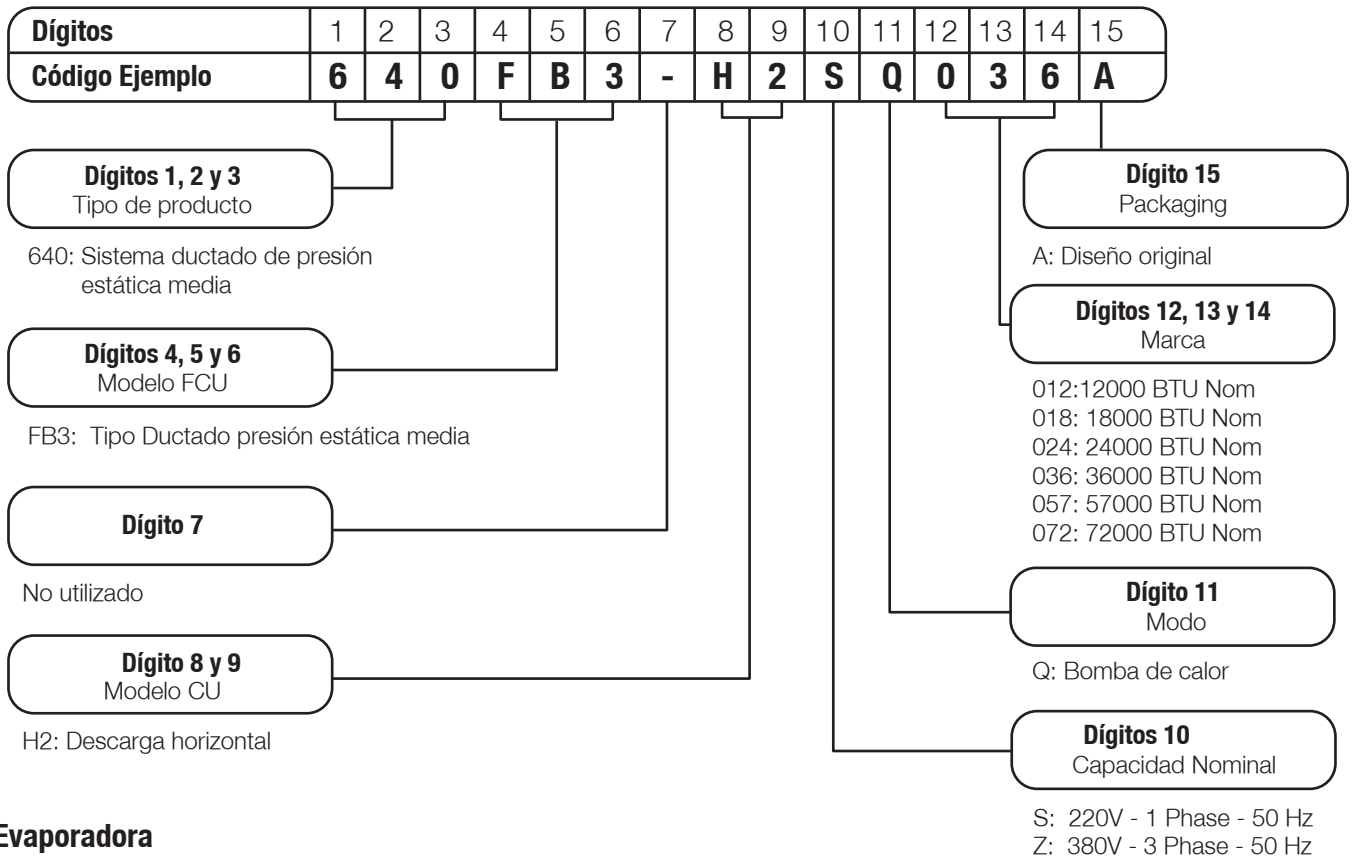 Dígitos 1 2 3 4 5 6 7 8 9 10 11 12 13 14 15
Código Ejemplo 6 4 0 F B 3 - H 2 S Q 0 3 6 A
Dígitos 1, 2 y 3
Tipo de producto
640: Sistema ductado de presión
estática media
Dígitos 4, 5 y 6
Modelo FCU
FB3: Tipo Ductado presión estática media
Dígito 7
No utilizado
Dígito 8 y 9
Modelo CU
H2: Descarga horizontal
Dígito 15
Packaging
A: Diseño original
Dígitos 12, 13 y 14
Marca
012:12000 BTU Nom
018: 18000 BTU Nom
024: 24000 BTU Nom
036: 36000 BTU Nom
057: 57000 BTU Nom
072: 72000 BTU Nom
Dígito 11
Modo
Q: Bomba de calor
Dígitos 10
Capacidad Nominal
S: 220V - 1 Phase - 50 Hz
Z: 380V - 3 Phase - 50 Hz
Evaporadora